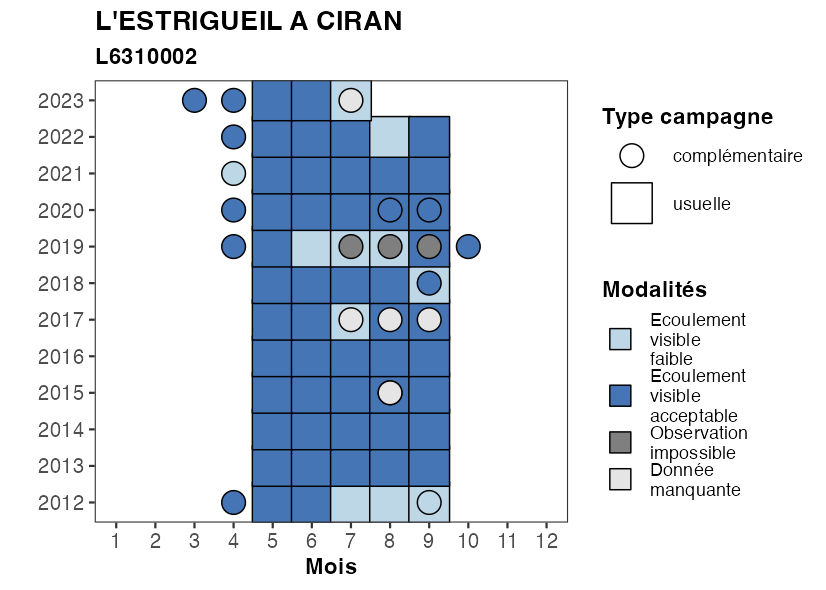 L'ESTRIGUEIL A CIRAN
L6310002
2023
2022
2021
2020
2019
2018
2017
2016
2015
2014
2013
2012
1 2 3 4 5 6 7 8 9 10 11 12
Mois
Type campagne
complémentaire
usuelle
Modalités
Ecoulement
visible
faible
Ecoulement
visible
acceptable
Observation
impossible
Donnée
manquante